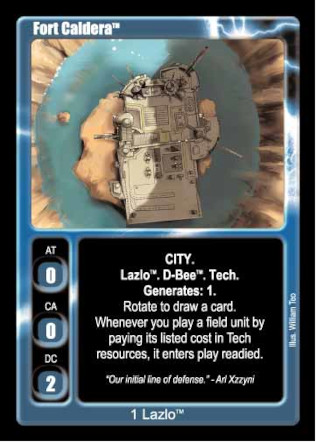 Fort Caldera™
AT
0
CA
0
DC
2
CITY.
Lazlo™. D-Bee™. Tech.
Generates: 1.
Rotate to draw a card.
Whenever you play a field unit by
paying its listed cost in Tech
resources, it enters play readied.
"Our initial line of defense." - Arl Xzzyni
Illus. William Teo
1 Lazlo™